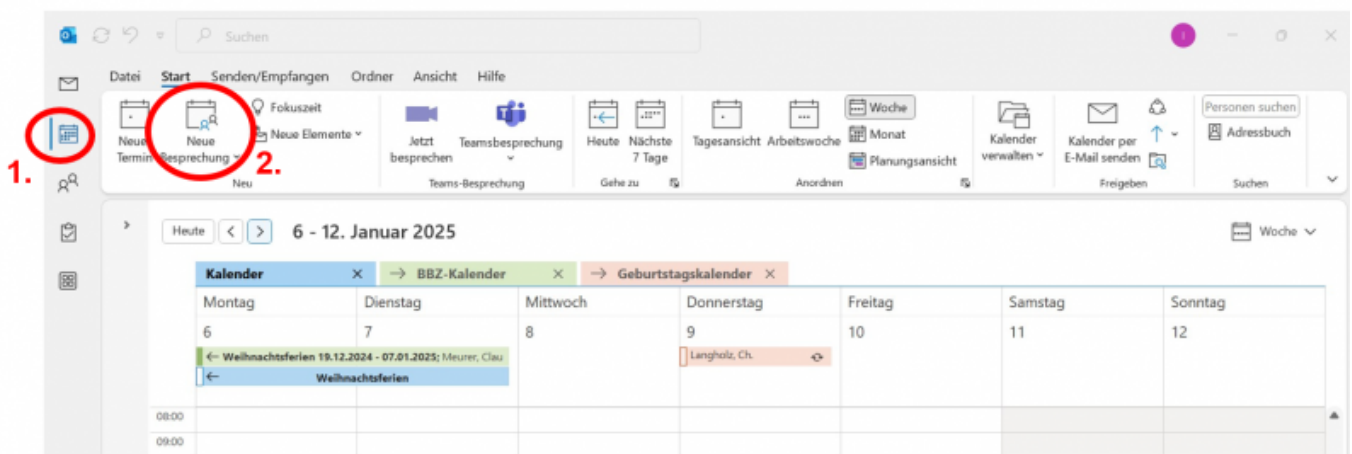 Suchen
I
Datei Start Senden/Empfangen Ordner Ansicht Hilfe
Neuer Termin
Neue Besprechung
Fokuszeit
Neue Elemente
Neu
Jetzt besprechen
Teamsbesprechung
Teams-Besprechung
Heute
Nächste 7 Tage
Gehe zu
Tagesansicht
Arbeitswoche
Woche
Monat
Planungsansicht
Anordnen
Kalender verwalten
Kalender per E-Mail senden
Freigeben
Personen suchen
Adressbuch
Suchen
1.
2.
Heute 6 - 12. Januar 2025 Woche
Kalender BBZ-Kalender Geburtstagskalender
Montag Dienstag Mittwoch Donnerstag Freitag Samstag Sonntag
6 7 8 9 10 11 12
Weihnachtsferien 19.12.2024 - 07.01.2025; Meurer, Clau
Langholz, Ch.
Weihnachtsferien
08:00
09:00